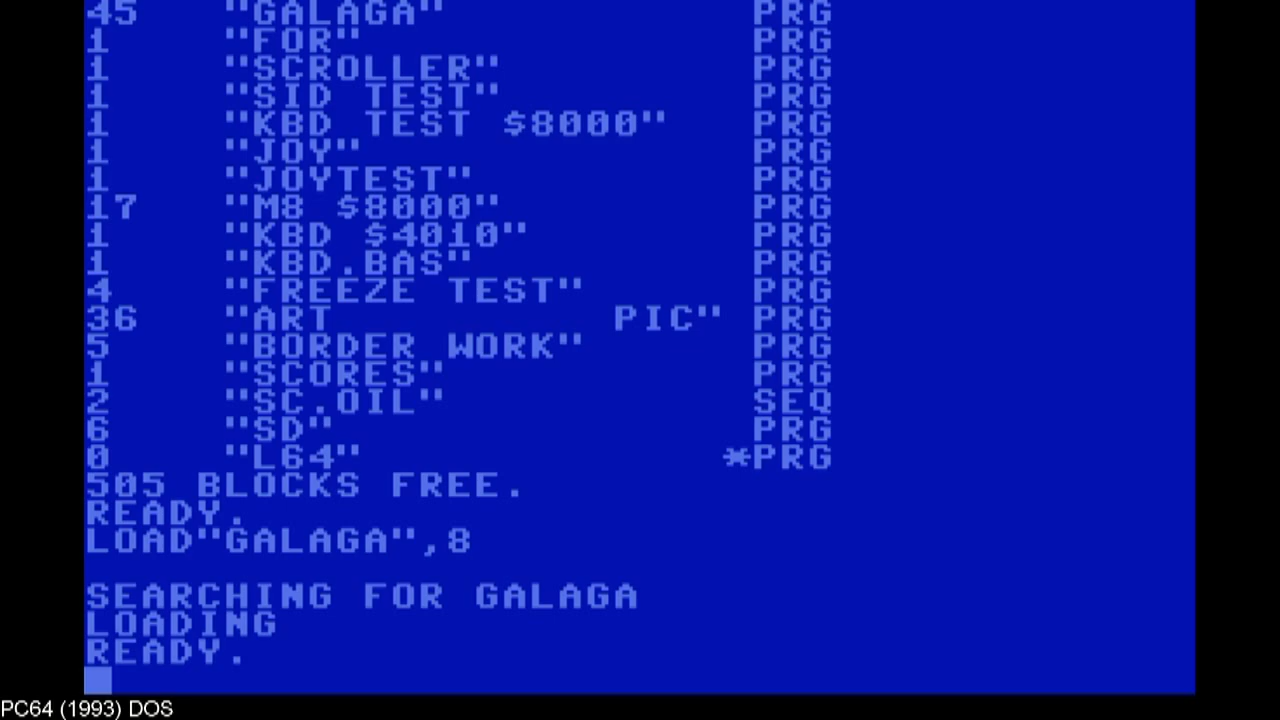 45    "GALAGA"           PRG
1     "FOR"              PRG
1     "SCROLLER"         PRG
1     "SID TEST"         PRG
1     "KBD TEST $8000"   PRG
1     "JOY"              PRG
1     "JOYTEST"          PRG
17    "M8 $8000"         PRG
1     "KBD $4010"        PRG
1     "KBD.BAS"          PRG
4     "FREEZE TEST"      PRG
36    "ART          PIC" PRG
5     "BORDER WORK"      PRG
1     "SCORES"           PRG
2     "SC.OIL"           SEQ
6     "SD"               PRG
0     "L64"             *PRG
505 BLOCKS FREE.
READY.
LOAD"GALAGA",8
SEARCHING FOR GALAGA
LOADING
READY.
PC64 (1993) DOS